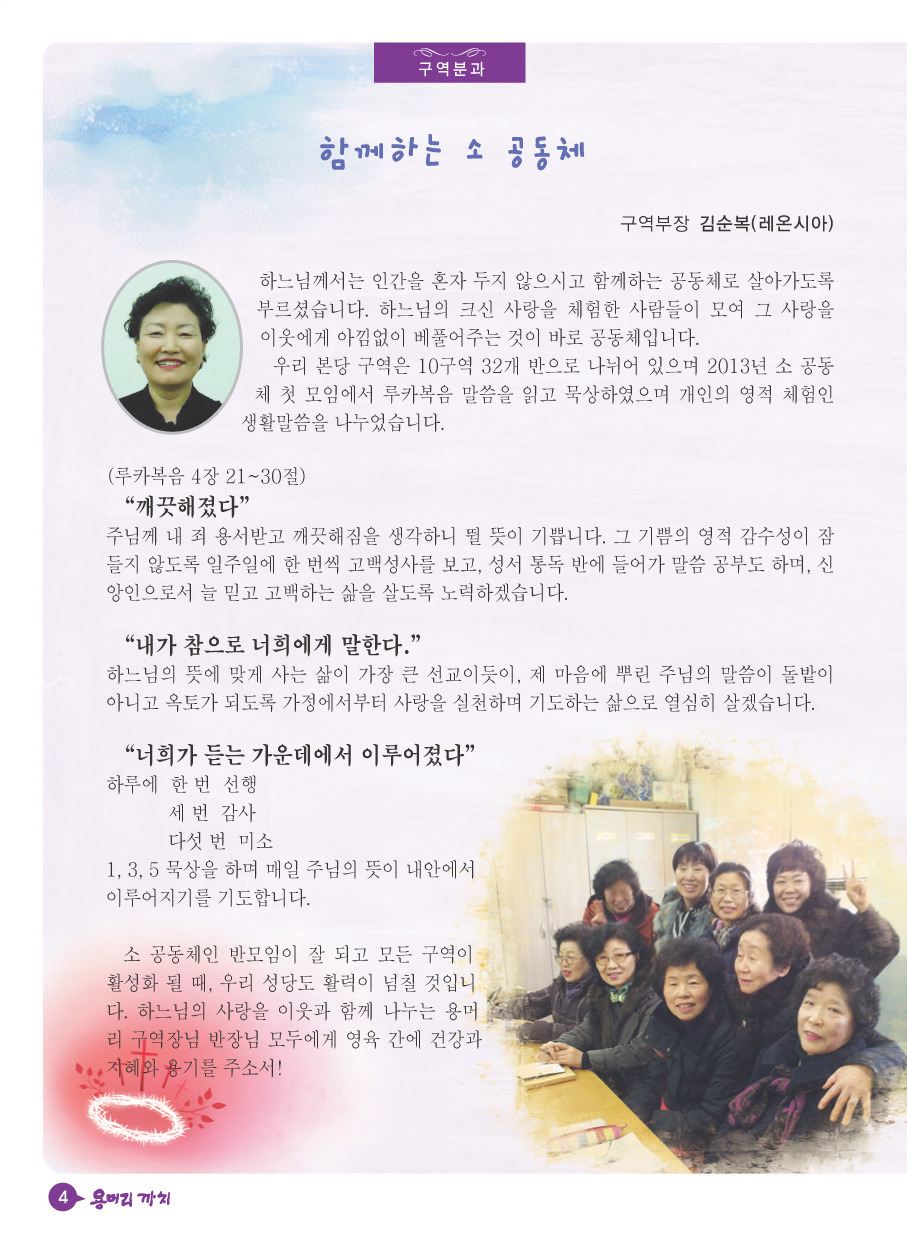 구역분과
함께하는 소 공동체
구역부장 김순복(레온시아)
하느님께서는 인간을 혼자 두지 않으시고 함께하는 공동체로 살아가도록
부르셨습니다. 하느님의 크신 사랑을 체험한 사람들이 모여 그 사랑을
이웃에게 아낌없이 베풀어주는 것이 바로 공동체입니다.
우리 본당 구역은 10구역 32개 반으로 나뉘어 있으며 2013년 소 공동
체 첫 모임에서 루카복음 말씀을 읽고 묵상하였으며 개인의 영적 체험인
생활말씀을 나누었습니다.
(루카복음 4장 21~30절)
“깨끗해졌다”
주님께 내 죄 용서받고 깨끗해짐을 생각하니 뛸 뜻이 기쁩니다. 그 기쁨의 영적 감수성이 잠
들지 않도록 일주일에 한 번씩 고백성사를 보고, 성서 통독 반에 들어가 말씀 공부도 하며, 신
앙인으로서 늘 믿고 고백하는 삶을 살도록 노력하겠습니다.
“내가 참으로 너희에게 말한다.”
하느님의 뜻에 맞게 사는 삶이 가장 큰 선교이듯이, 제 마음에 뿌린 주님의 말씀이 돌밭이
아니고 옥토가 되도록 가정에서부터 사랑을 실천하며 기도하는 삶으로 열심히 살겠습니다.
“너희가 듣는 가운데에서 이루어졌다”
하루에 한 번 선행
세 번 감사
다섯 번 미소
1, 3, 5 묵상을 하며 매일 주님의 뜻이 내안에서
이루어지기를 기도합니다.
소 공동체인 반모임이 잘 되고 모든 구역이
활성화 될 때, 우리 성당도 활력이 넘칠 것입니
다. 하느님의 사랑을 이웃과 함께 나누는 용머
리 구역장님 반장님 모두에게 영육 간에 건강과
지혜와 용기를 주소서!
4 용머리 까치